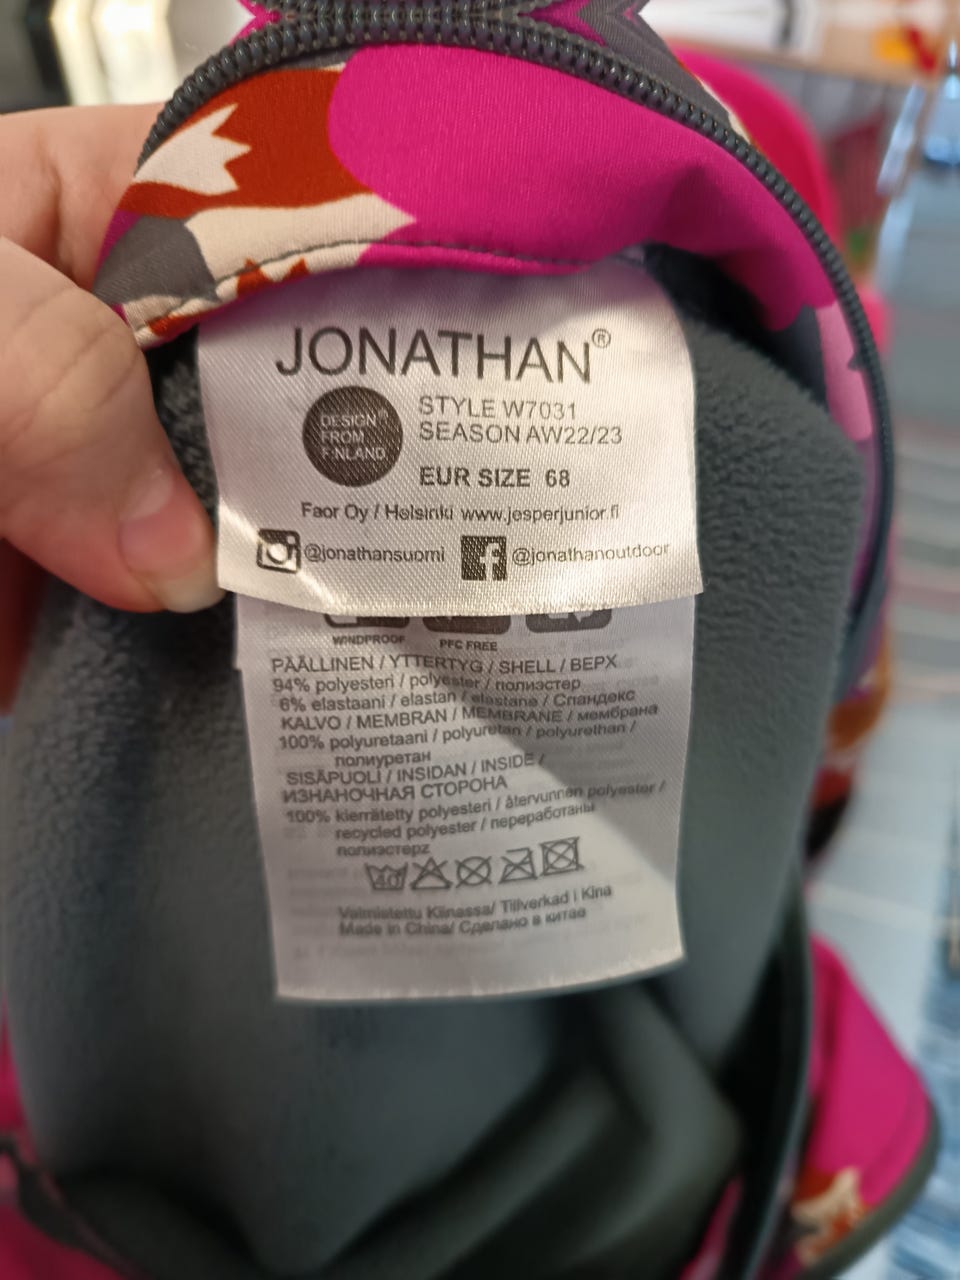 JONATHAN®
DESIGN
FROM
FINLAND
STYLE W7031
SEASON AW22/23
EUR SIZE 68
Faor Oy / Helsinki www.jesperjunior.fi
@jonathansuomi @jonathanoutdoor
WINDPROOF PFC FREE
PÄÄLLINEN / YTTERTYG / SHELL / ВЕРХ
94% polyesteri / polyester / полиэстер
6% elastaani / elastan / elastane / Спандекс
KALVO / MEMBRAN / MEMBRANE / мембрана
100% polyuretaani / polyuretan / polyurethan /
полиуретан
SISÄPUOLI / INSIDAN / INSIDE /
ИЗНАНОЧНАЯ СТОРОНА
100% kierrätetty polyesteri / återvunnen polyester /
recycled polyester / переработаны
полиэстерz
40
Valmistettu Kiinassa/ Tillverkad i Kina
Made in China/ Сделано в китае